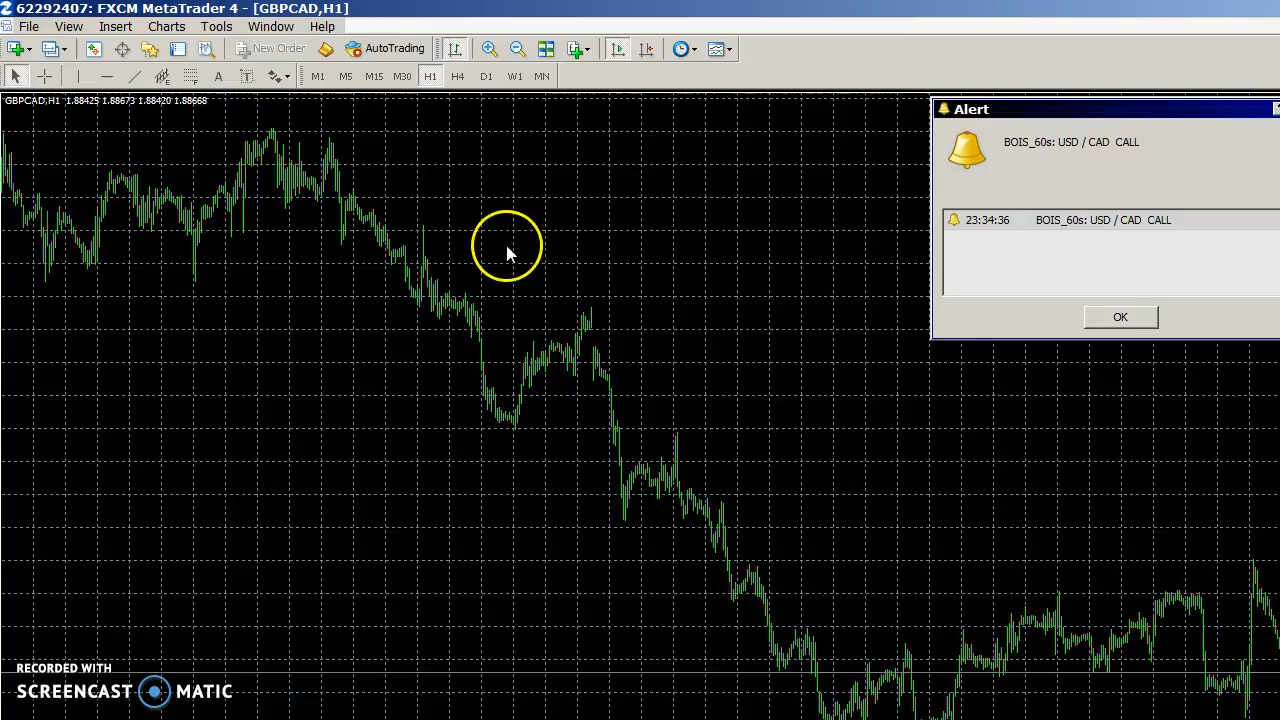 62292407: FXCM MetaTrader 4 - [GBPCAD,H1]
File View Insert Charts Tools Window Help
New Order AutoTrading
A T M1 M5 M15 M30 H1 H4 D1 W1 MN
GBPCAD,H1 1.88425 1.88673 1.88420 1.88668
Alert
BOIS_60s: USD / CAD CALL
23:34:36 BOIS_60s: USD / CAD CALL
OK
RECORDED WITH
SCREENCAST MATIC